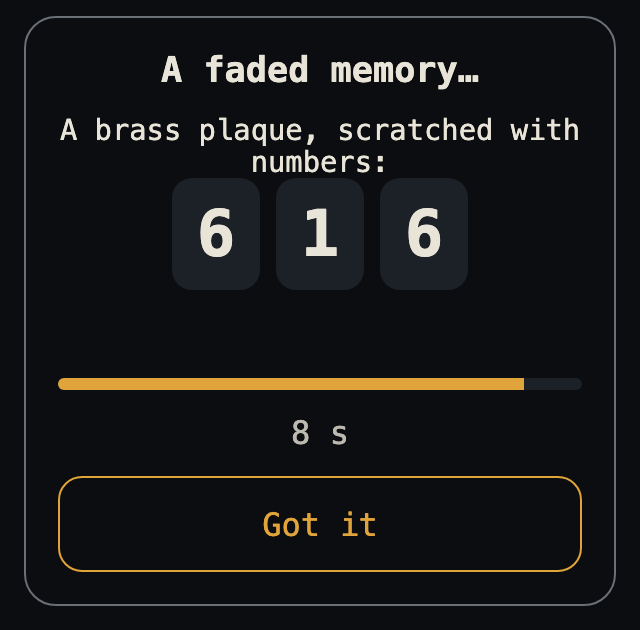 A faded memory…
A brass plaque, scratched with
numbers:
6 1 6
8 s
Got it